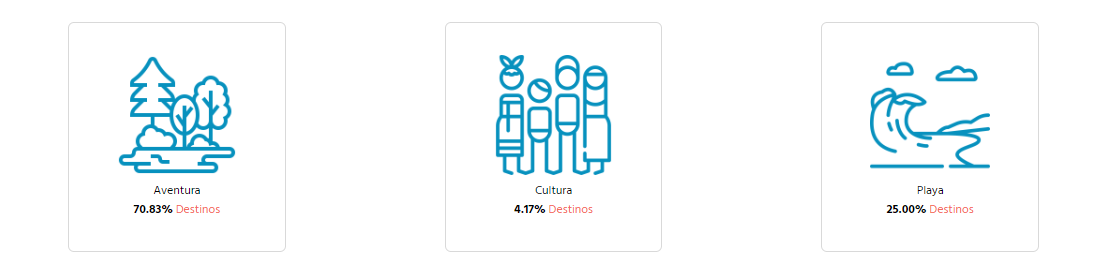 Aventura
70.83% Destinos
Cultura
4.17% Destinos
Playa
25.00% Destinos